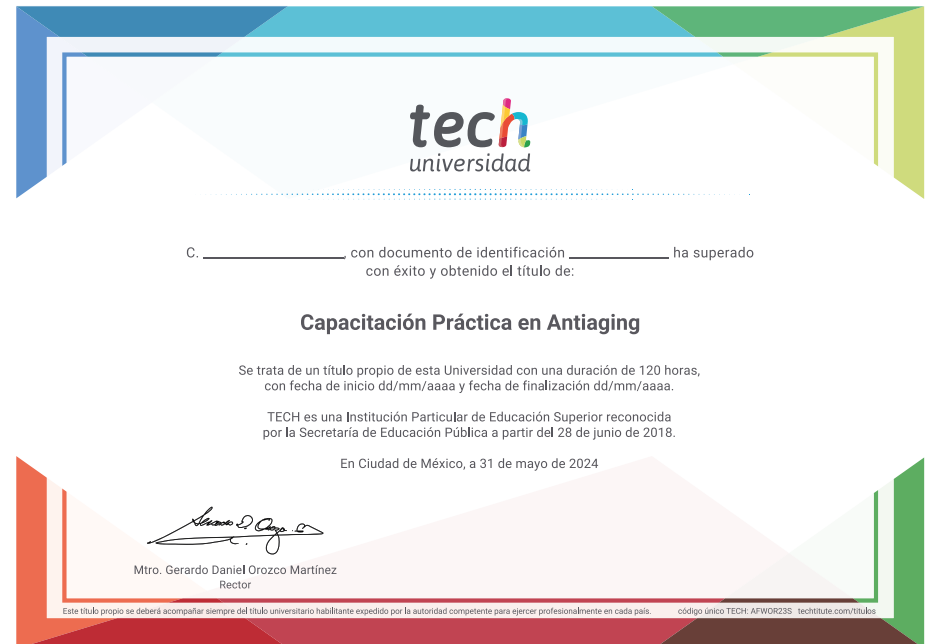 tech
universidad
C. ____________, con documento de identificación ____________ ha superado
con éxito y obtenido el título de:
Capacitación Práctica en Antiaging
Se trata de un título propio de esta Universidad con una duración de 120 horas,
con fecha de inicio dd/mm/aaaa y fecha de finalización dd/mm/aaaa.
TECH es una Institución Particular de Educación Superior reconocida
por la Secretaría de Educación Pública a partir del 28 de junio de 2018.
En Ciudad de México, a 31 de mayo de 2024
Mtro. Gerardo Daniel Orozco Martínez
Rector
Este título propio se deberá acompañar siempre del título universitario habilitante expedido por la autoridad competente para ejercer profesionalmente en cada país. código único TECH: AFWOR23S techtitute.com/titulos